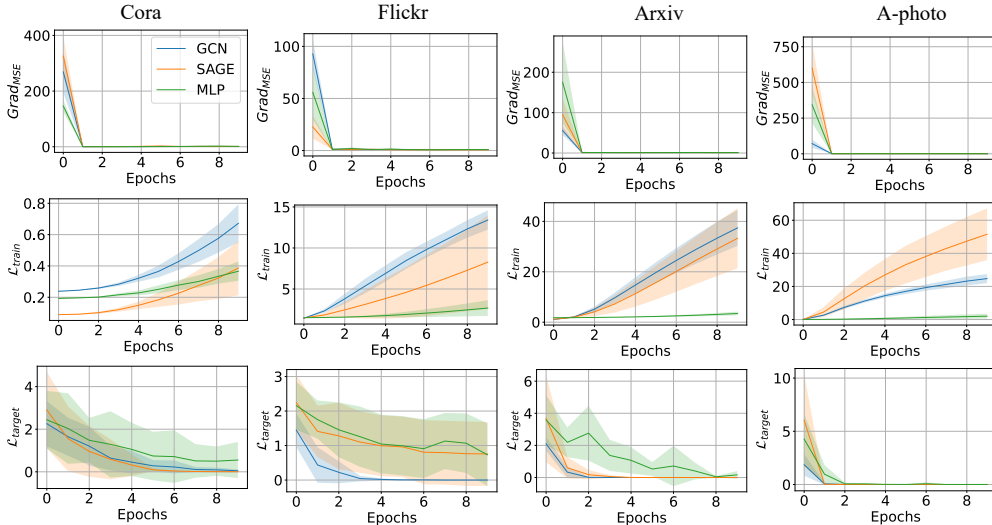 Cora Flickr Arxiv A-photo
Grad_MSE
400
200
0
0 2 4 6 8
Epochs
GCN
SAGE
MLP
Grad_MSE
100
50
0
0 2 4 6 8
Epochs
Grad_MSE
200
100
0
0 2 4 6 8
Epochs
Grad_MSE
750
500
250
0
0 2 4 6 8
Epochs
ℒ_train
0.8
0.6
0.4
0.2
0 2 4 6 8
Epochs
ℒ_train
15
10
5
0 2 4 6 8
Epochs
ℒ_train
40
20
0
0 2 4 6 8
Epochs
ℒ_train
60
40
20
0
0 2 4 6 8
Epochs
ℒ_target
4
2
0
0 2 4 6 8
Epochs
ℒ_target
3
2
1
0
0 2 4 6 8
Epochs
ℒ_target
6
4
2
0
0 2 4 6 8
Epochs
ℒ_target
10
5
0
0 2 4 6 8
Epochs